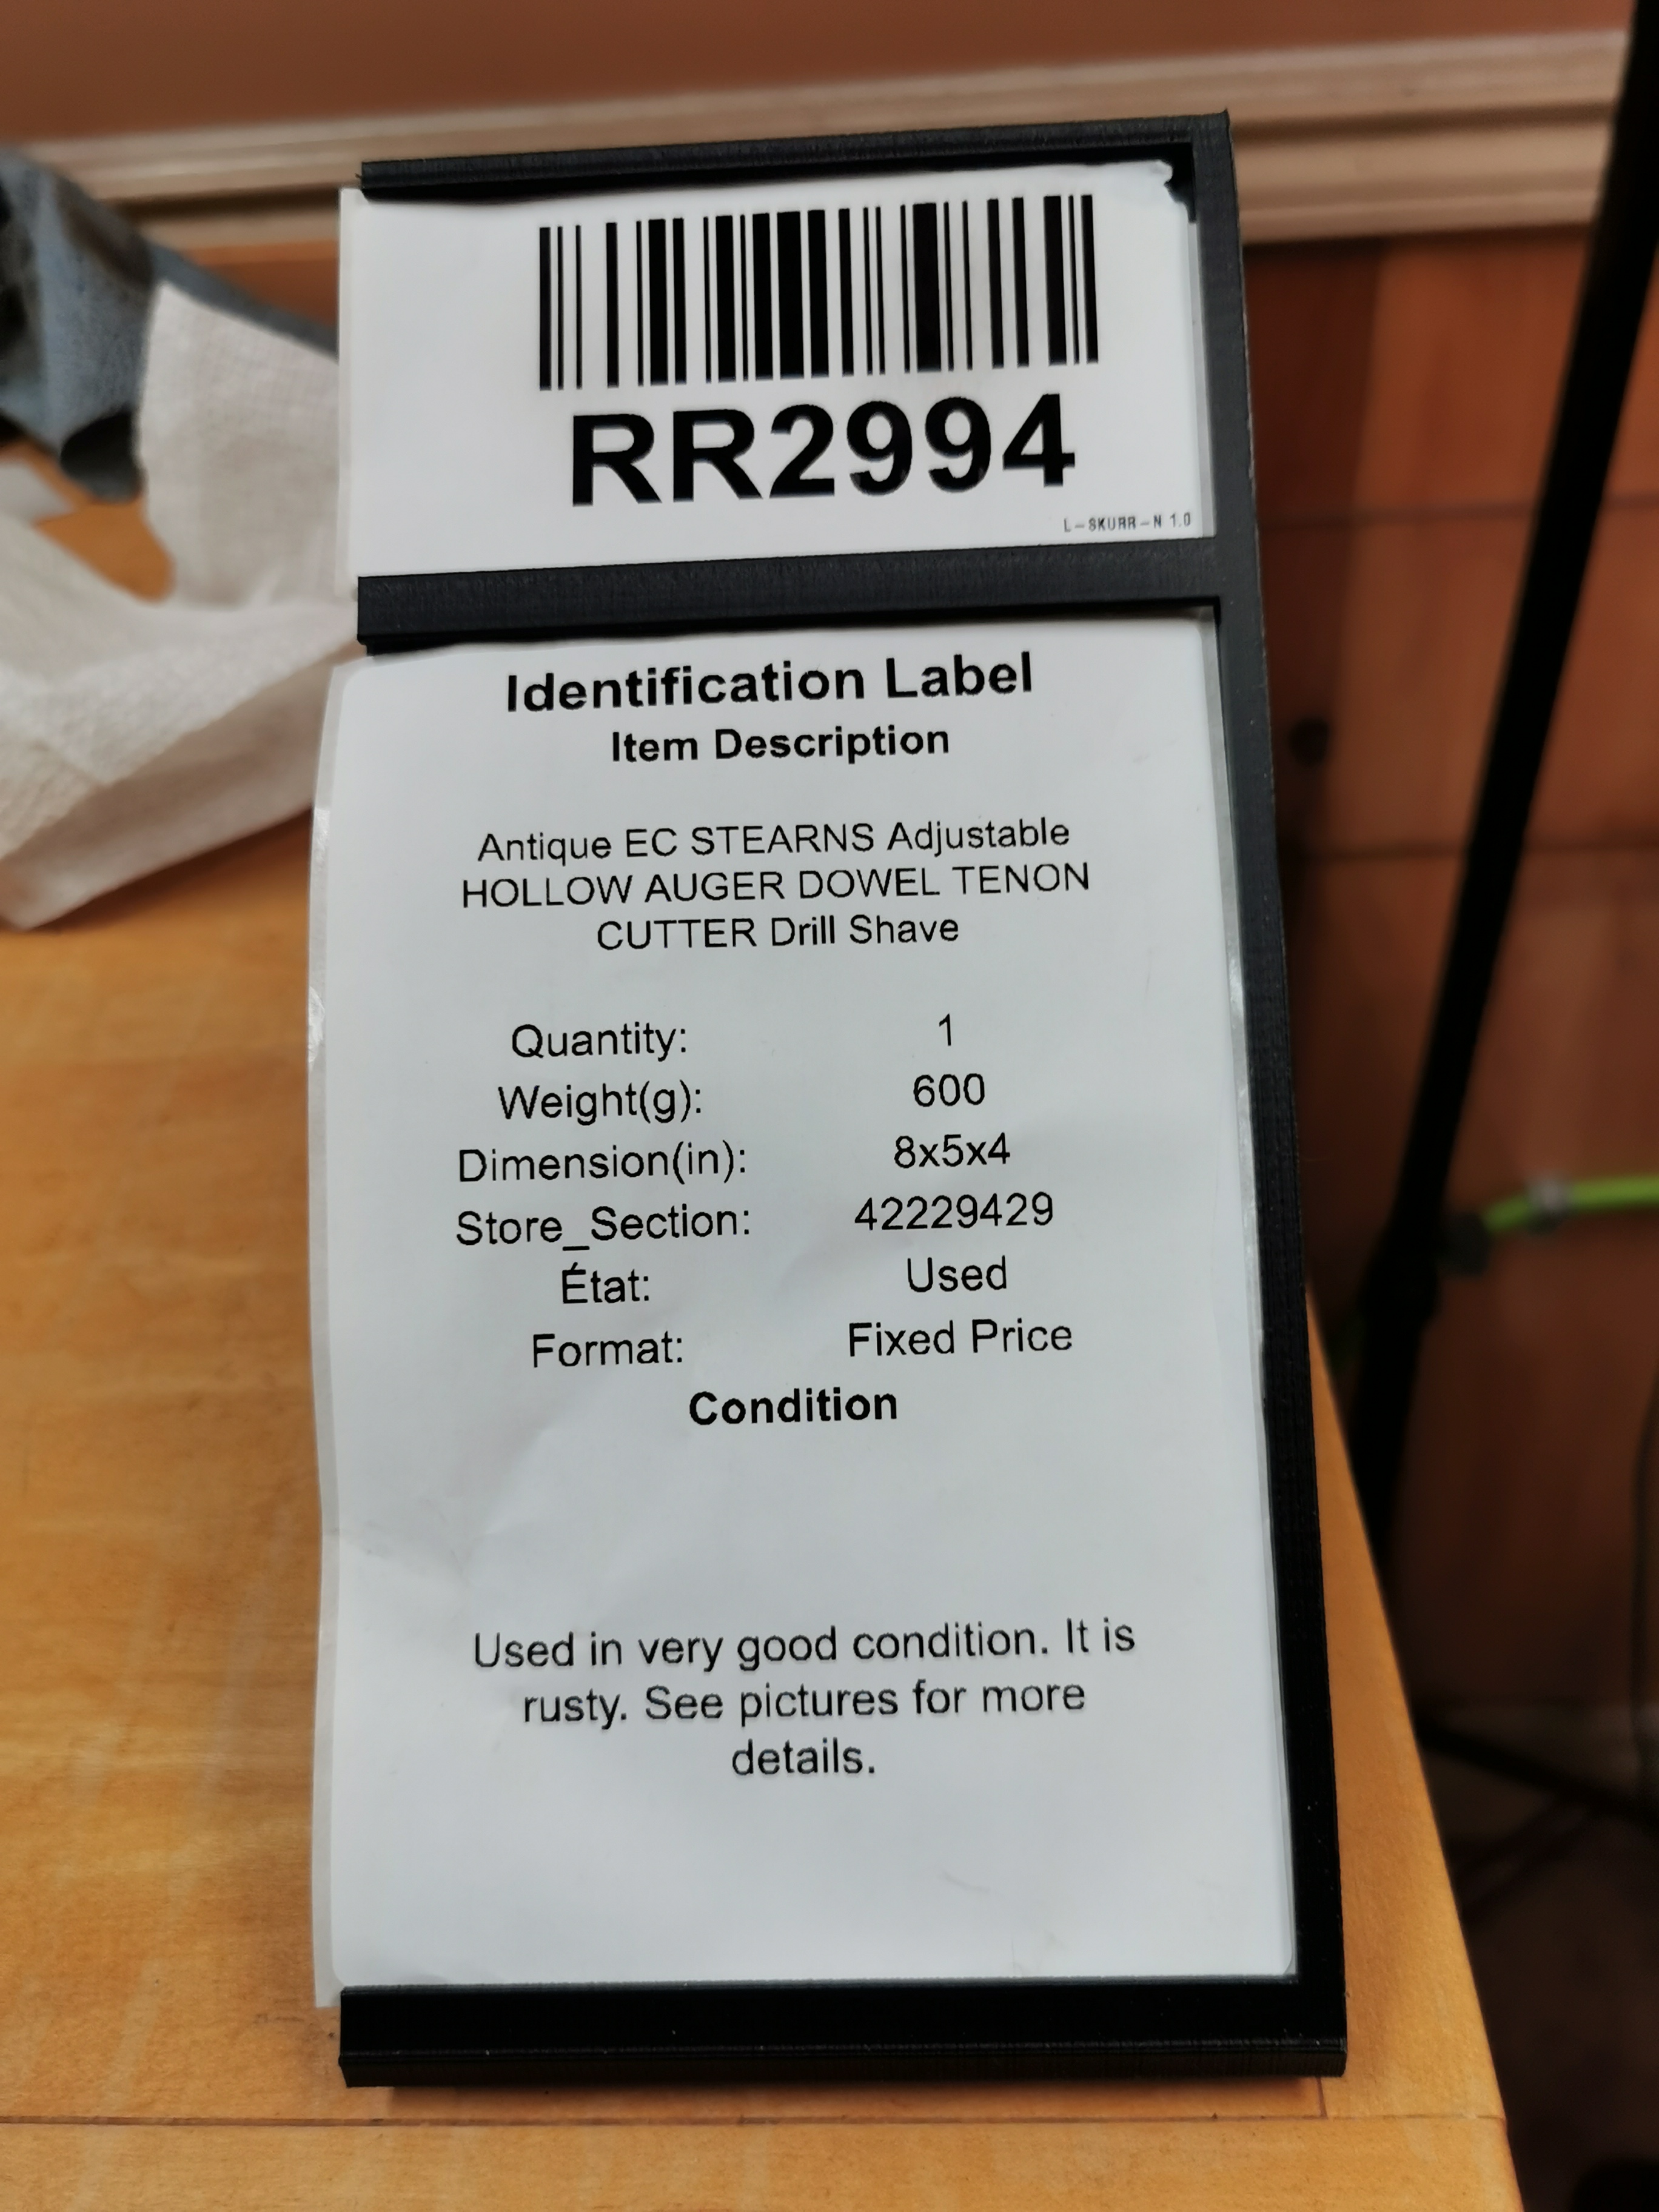 RR2994
L-SKURR-N 1.0
Identification Label
Item Description
Antique EC STEARNS Adjustable
HOLLOW AUGER DOWEL TENON
CUTTER Drill Shave
Quantity: 1
Weight(g): 600
Dimension(in): 8x5x4
Store_Section: 42229429
État: Used
Format: Fixed Price
Condition
Used in very good condition. It is
rusty. See pictures for more
details.